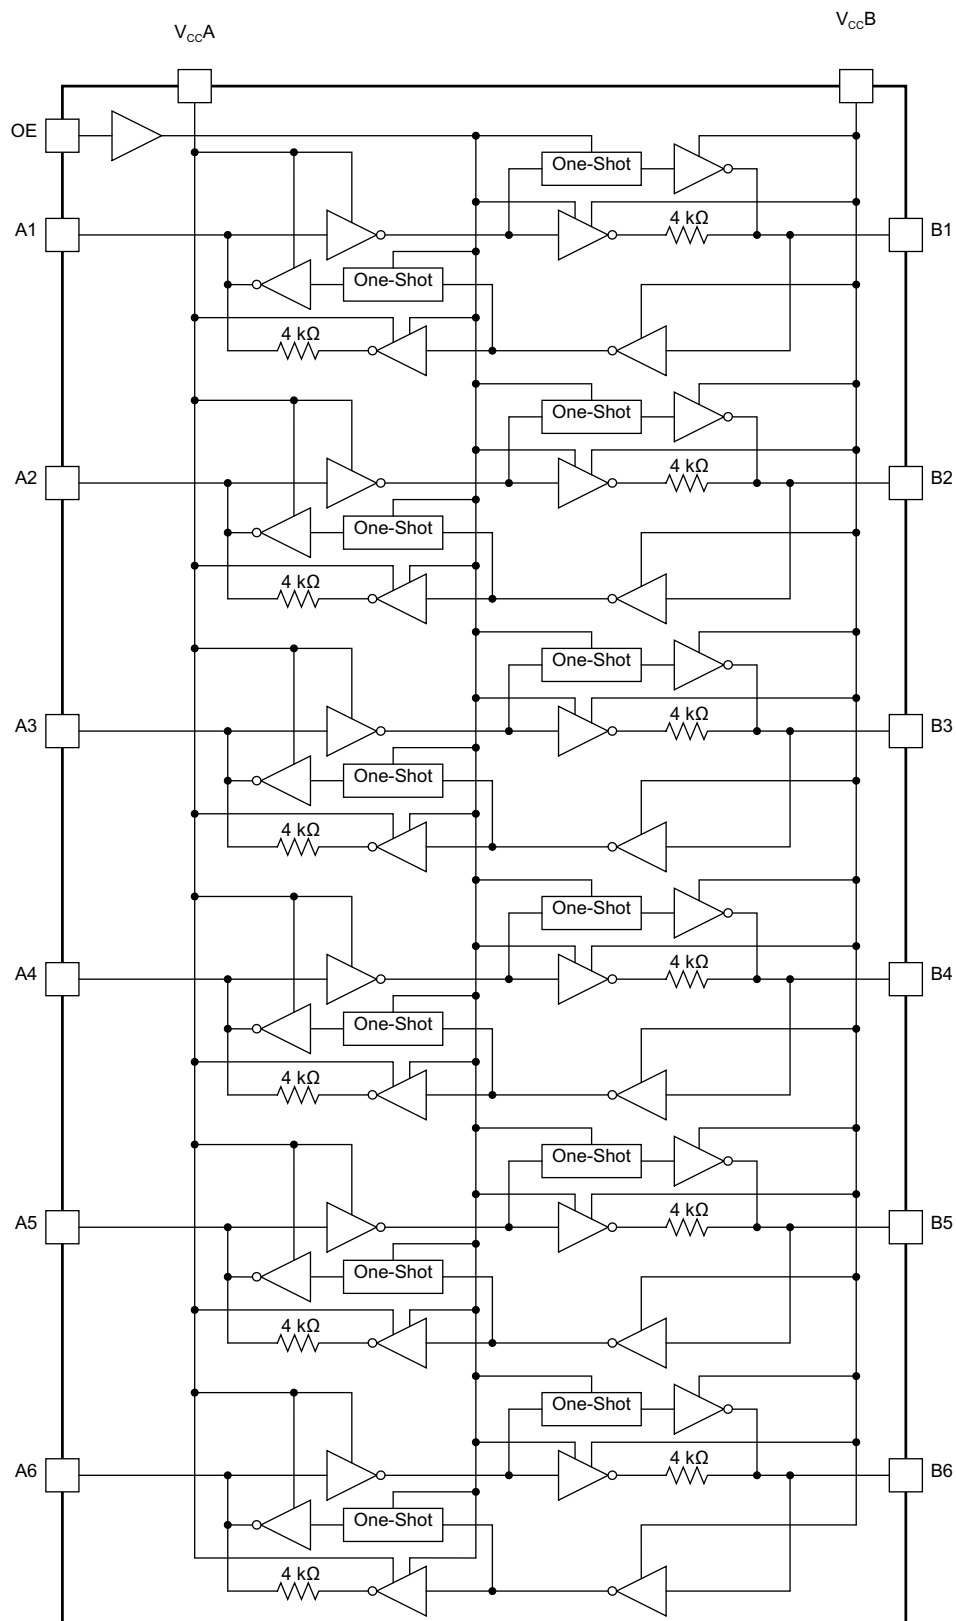 V_CC A
V_CC B
OE
One-Shot
4 kΩ
A1
B1
One-Shot
4 kΩ
One-Shot
4 kΩ
A2
B2
One-Shot
4 kΩ
One-Shot
4 kΩ
A3
B3
One-Shot
4 kΩ
One-Shot
4 kΩ
A4
B4
One-Shot
4 kΩ
One-Shot
4 kΩ
A5
B5
One-Shot
4 kΩ
One-Shot
4 kΩ
A6
B6
One-Shot
4 kΩ